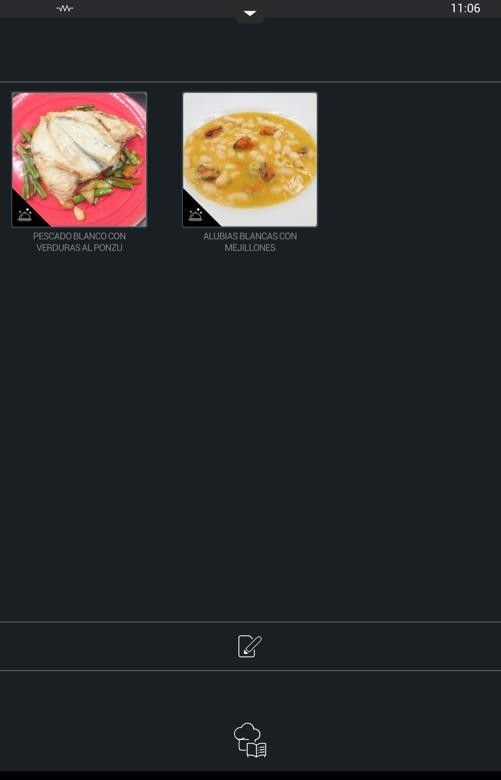 11:06
PESCADO BLANCO CON
VERDURAS AL PONZU
ALUBIAS BLANCAS CON
MEJILLONES